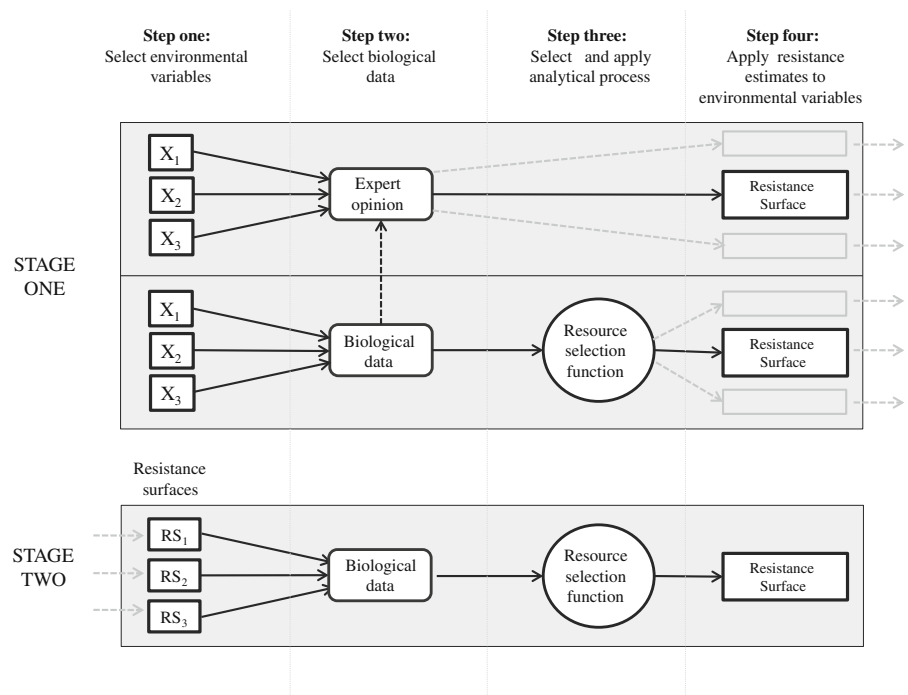 Step one:
Select environmental
variables
Step two:
Select biological
data
Step three:
Select and apply
analytical process
Step four:
Apply resistance
estimates to
environmental variables
STAGE
ONE
X1
X2
X3
Expert
opinion
Resistance
Surface
X1
X2
X3
Biological
data
Resource
selection
function
Resistance
Surface
Resistance
surfaces
STAGE
TWO
RS1
RS2
RS3
Biological
data
Resource
selection
function
Resistance
Surface